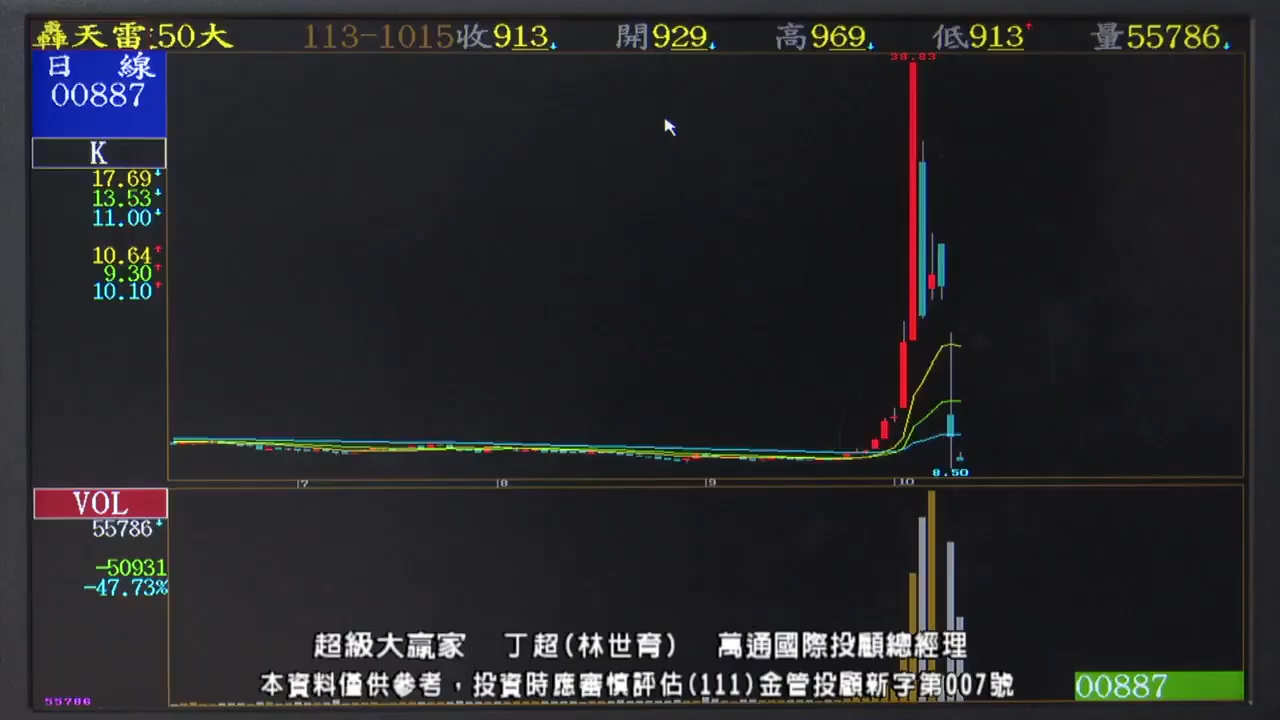 轟天雷:50大 113-1015收913 開929 高969 低913 量55786
日 線
00887
K
17.69
13.53
11.00
10.64
9.30
10.10
38.83
8.50
7 8 9 10
VOL
55786
-50931
-47.73%
超級大贏家 丁超(林世育) 萬通國際投顧總經理
本資料僅供參考，投資時應審慎評估(111)金管投顧新字第007號
55786
00887